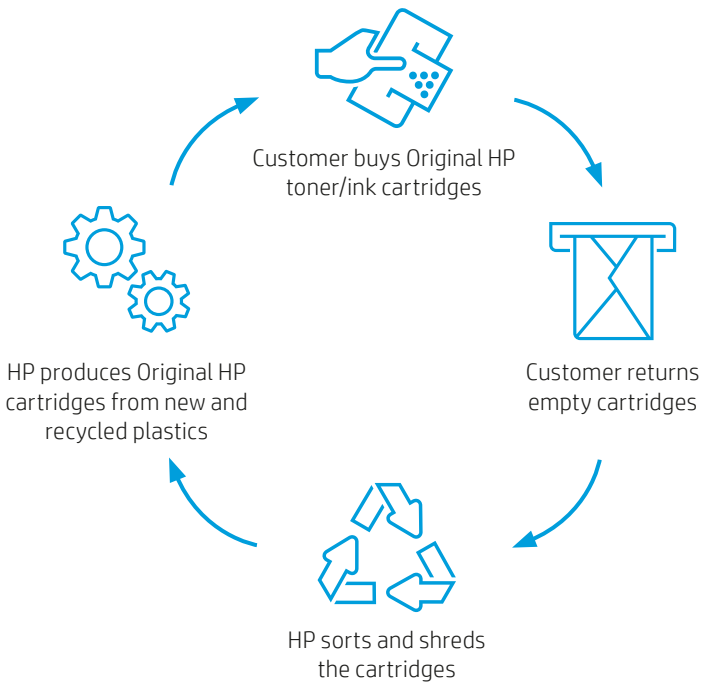 Customer buys Original HP
toner/ink cartridges
Customer returns
empty cartridges
HP sorts and shreds
the cartridges
HP produces Original HP
cartridges from new and
recycled plastics